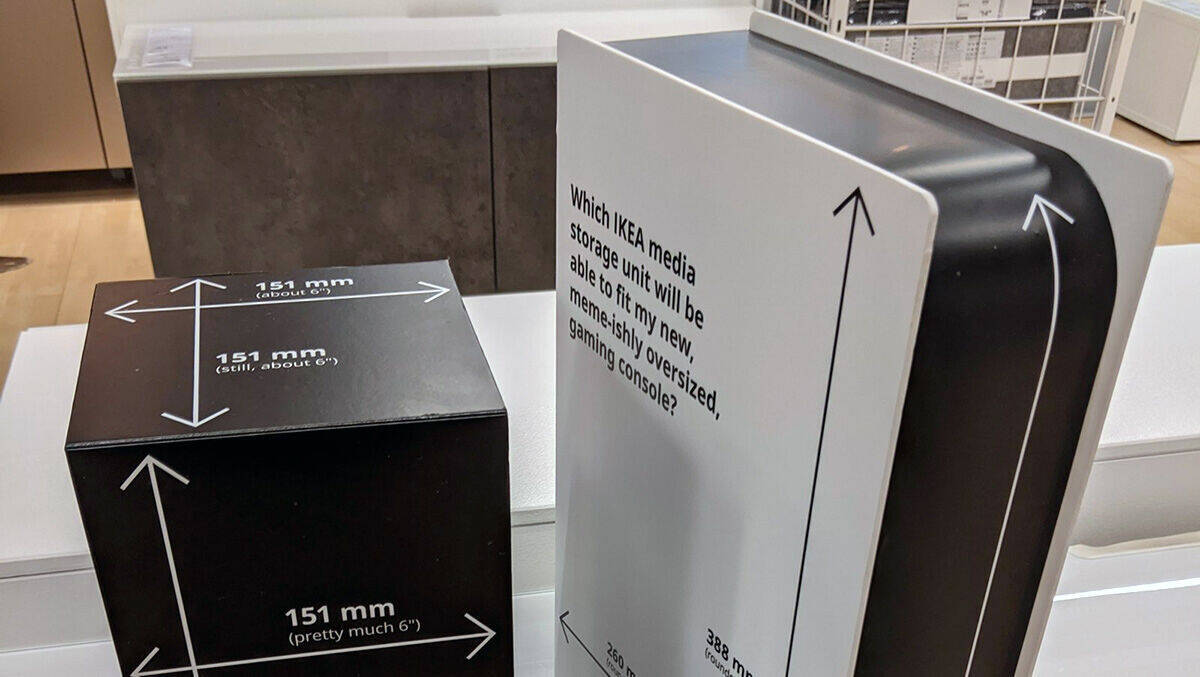 151 mm
(about 6")
151 mm
(still, about 6")
151 mm
(pretty much 6")
Which IKEA media
storage unit will be
able to fit my new,
meme-ishly oversized,
gaming console?
260
388 mm